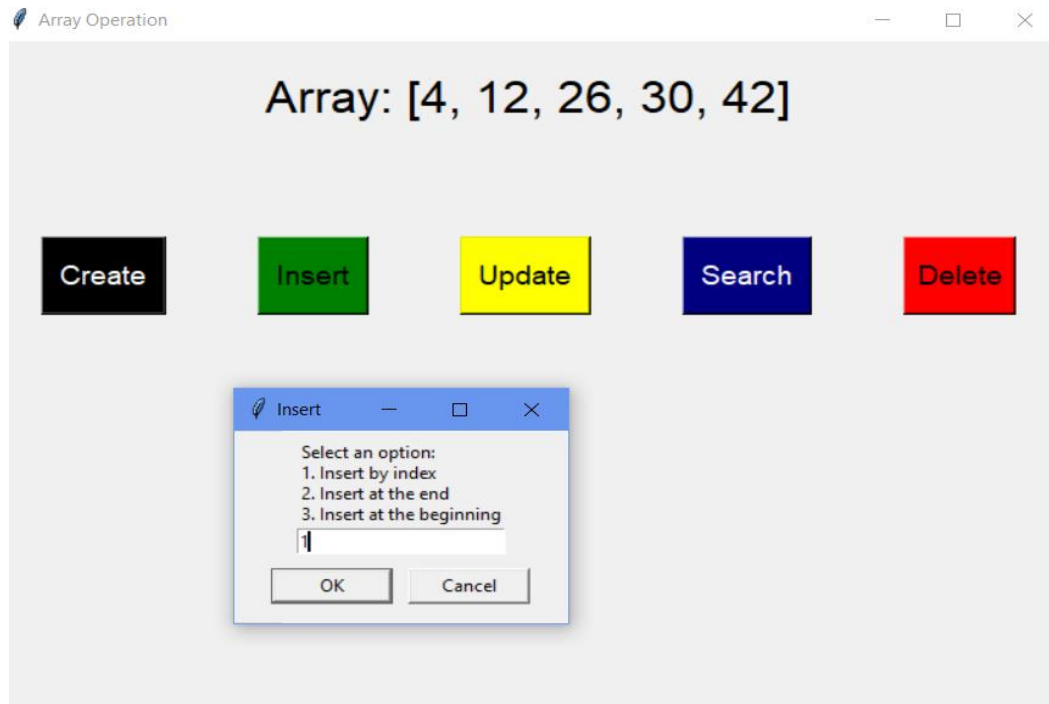 Array Operation
Array: [4, 12, 26, 30, 42]
Create Insert Update Search Delete
Insert
Select an option:
1. Insert by index
2. Insert at the end
3. Insert at the beginning
1
OK Cancel